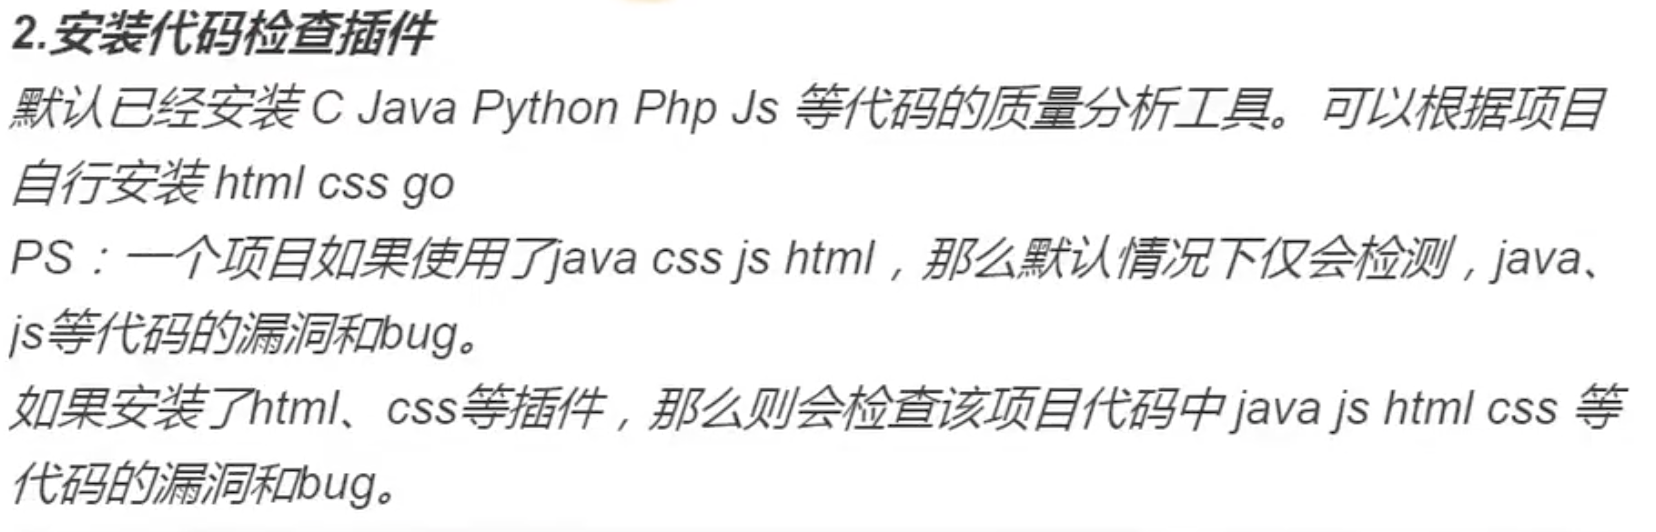 2.安装代码检查插件
默认已经安装 C Java Python Php Js 等代码的质量分析工具。可以根据项目
自行安装 html css go
PS：一个项目如果使用了java css js html，那么默认情况下仅会检测，java、
js等代码的漏洞和bug。
如果安装了html、css等插件，那么则会检查该项目代码中 java js html css 等
代码的漏洞和bug。